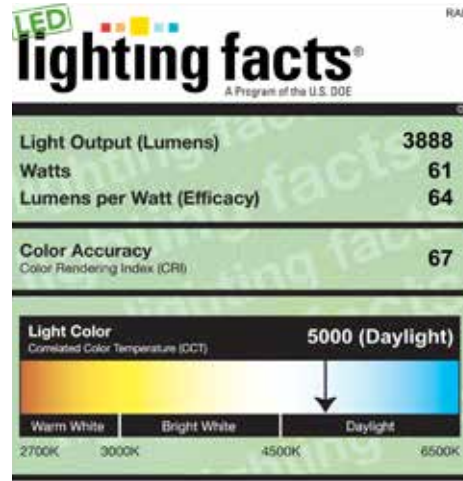 LED
lighting facts®
A Program of the U.S. DOE
Light Output (Lumens) 3888
Watts 61
Lumens per Watt (Efficacy) 64
Color Accuracy 67
Color Rendering Index (CRI)
Light Color 5000 (Daylight)
Correlated Color Temperature (CCT)
Warm White Bright White Daylight
2700K 3000K 4500K 6500K